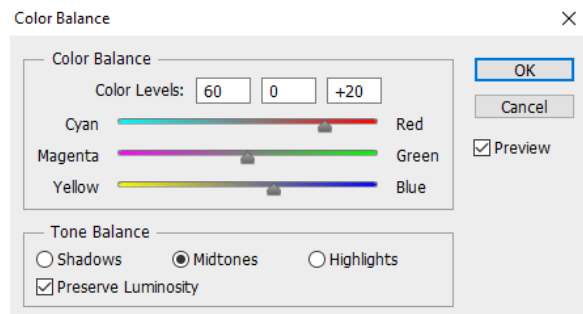 Color Balance
Color Balance
Color Levels: 60 0 +20
Cyan Red
Magenta Green
Yellow Blue
OK
Cancel
Preview
Tone Balance
Shadows Midtones Highlights
Preserve Luminosity